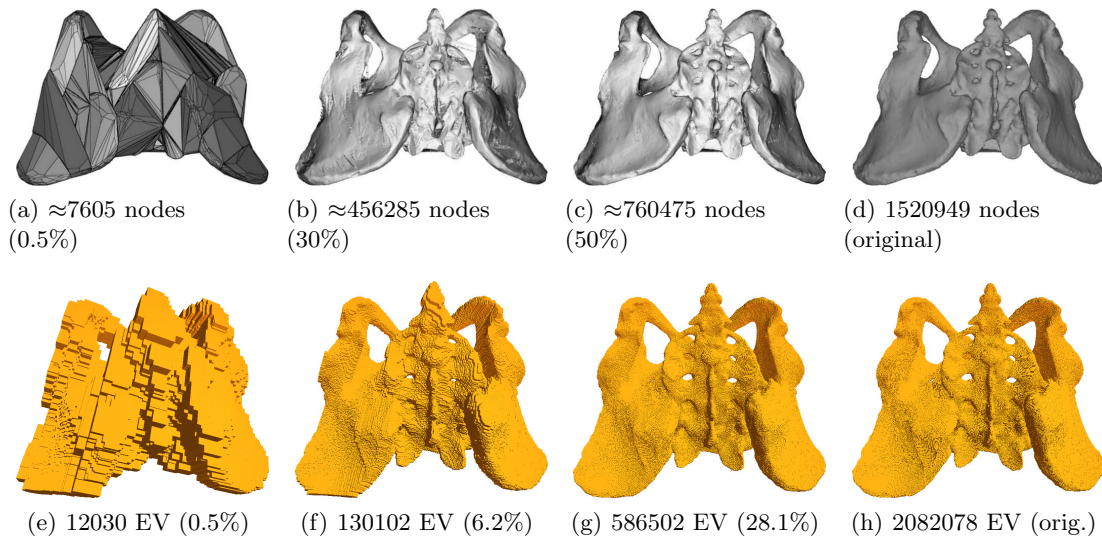 (a) ≈7605 nodes
(0.5%)
(b) ≈456285 nodes
(30%)
(c) ≈760475 nodes
(50%)
(d) 1520949 nodes
(original)
(e) 12030 EV (0.5%)
(f) 130102 EV (6.2%)
(g) 586502 EV (28.1%)
(h) 2082078 EV (orig.)